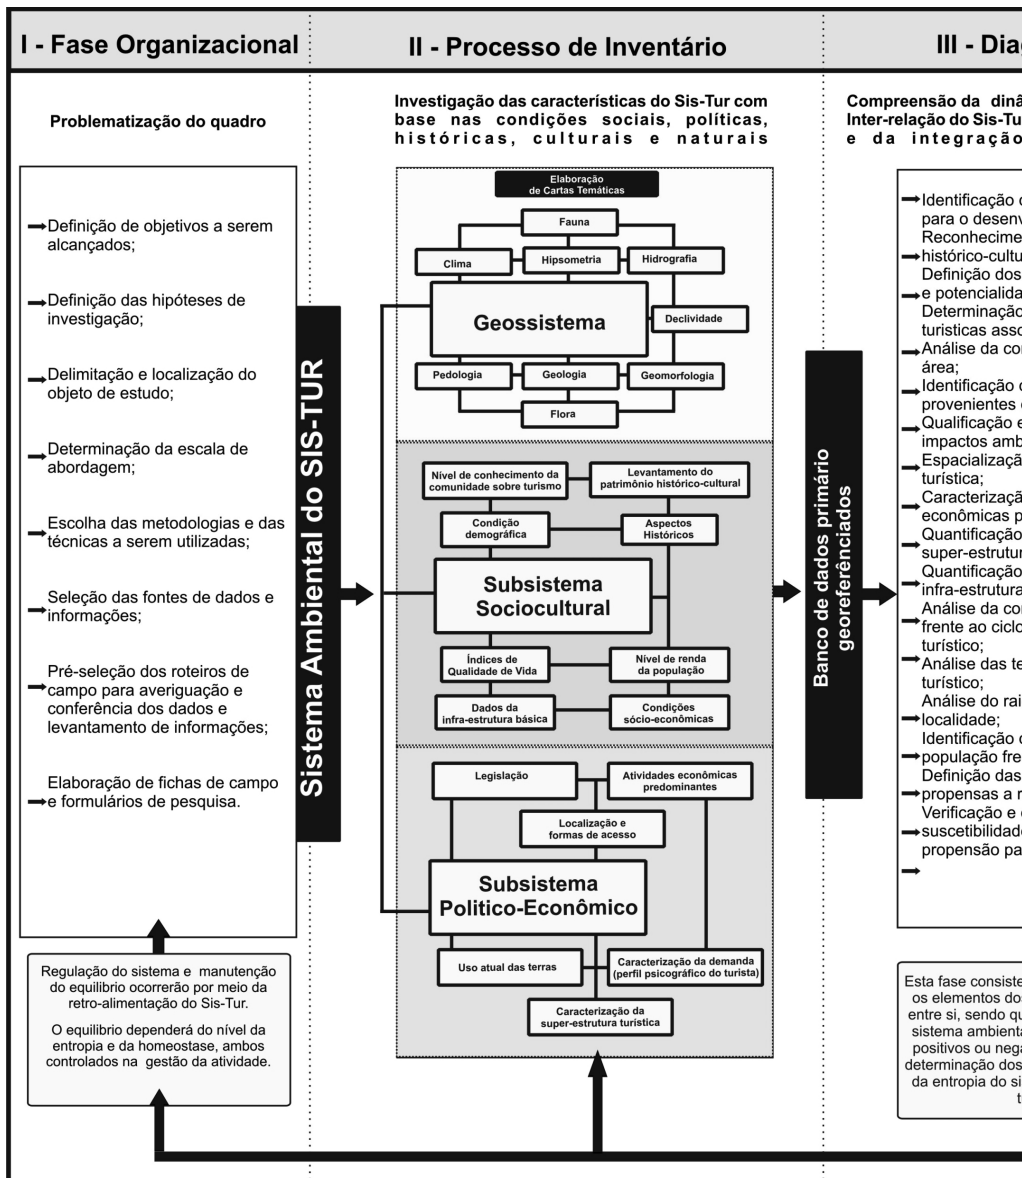 I - Fase Organizacional
II - Processo de Inventário
III - Dia
Problematização do quadro
Definição de objetivos a serem
alcançados;
Definição das hipóteses de
investigação;
Delimitação e localização do
objeto de estudo;
Determinação da escala de
abordagem;
Escolha das metodologias e das
técnicas a serem utilizadas;
Seleção das fontes de dados e
informações;
Pré-seleção dos roteiros de
campo para averiguação e
conferência dos dados e
levantamento de informações;
Elaboração de fichas de campo
e formulários de pesquisa.
Regulação do sistema e manutenção
do equilibrio ocorrerão por meio da
retro-alimentação do Sis-Tur.
O equilibrio dependerá do nível da
entropia e da homeostase, ambos
controlados na gestão da atividade.
Sistema Ambiental do SIS-TUR
Investigação das características do Sis-Tur com
base nas condições sociais, políticas,
históricas, culturais e naturais
Elaboração
de Cartas Temáticas
Fauna
Clima
Hipsometria
Hidrografia
Geossistema
Declividade
Pedologia
Geologia
Geomorfologia
Flora
Nível de conhecimento da
comunidade sobre turismo
Levantamento do
patrimônio histórico-cultural
Condição
demográfica
Aspectos
Históricos
Subsistema
Sociocultural
Índices de
Qualidade de Vida
Nível de renda
da população
Dados da
infra-estrutura básica
Condições
sócio-econômicas
Legislação
Atividades econômicas
predominantes
Localização e
formas de acesso
Subsistema
Politico-Econômico
Uso atual das terras
Caracterização da demanda
(perfil psicográfico do turista)
Caracterização da
super-estrutura turística
Banco de dados primário
georeferênciados
Compreensão da dinâ
Inter-relação do Sis-Tu
e da integração
Identificação
para o desenv
Reconhecime
histórico-cultu
Definição dos
e potencialida
Determinação
turisticas asso
Análise da co
área;
Identificação
provenientes
Qualificação e
impactos amb
Espacialização
turística;
Caracterização
econômicas p
Quantificação
super-estrutur
Quantificação
infra-estrutura
Análise da co
frente ao ciclo
turístico;
Análise das te
turístico;
Análise do rai
localidade;
Identificação
população fre
Definição das
propensas a r
Verificação e
suscetibilidade
propensão pa
Esta fase consiste
os elementos dos
entre si, sendo qu
sistema ambienta
positivos ou nega
determinação dos
da entropia do si
t